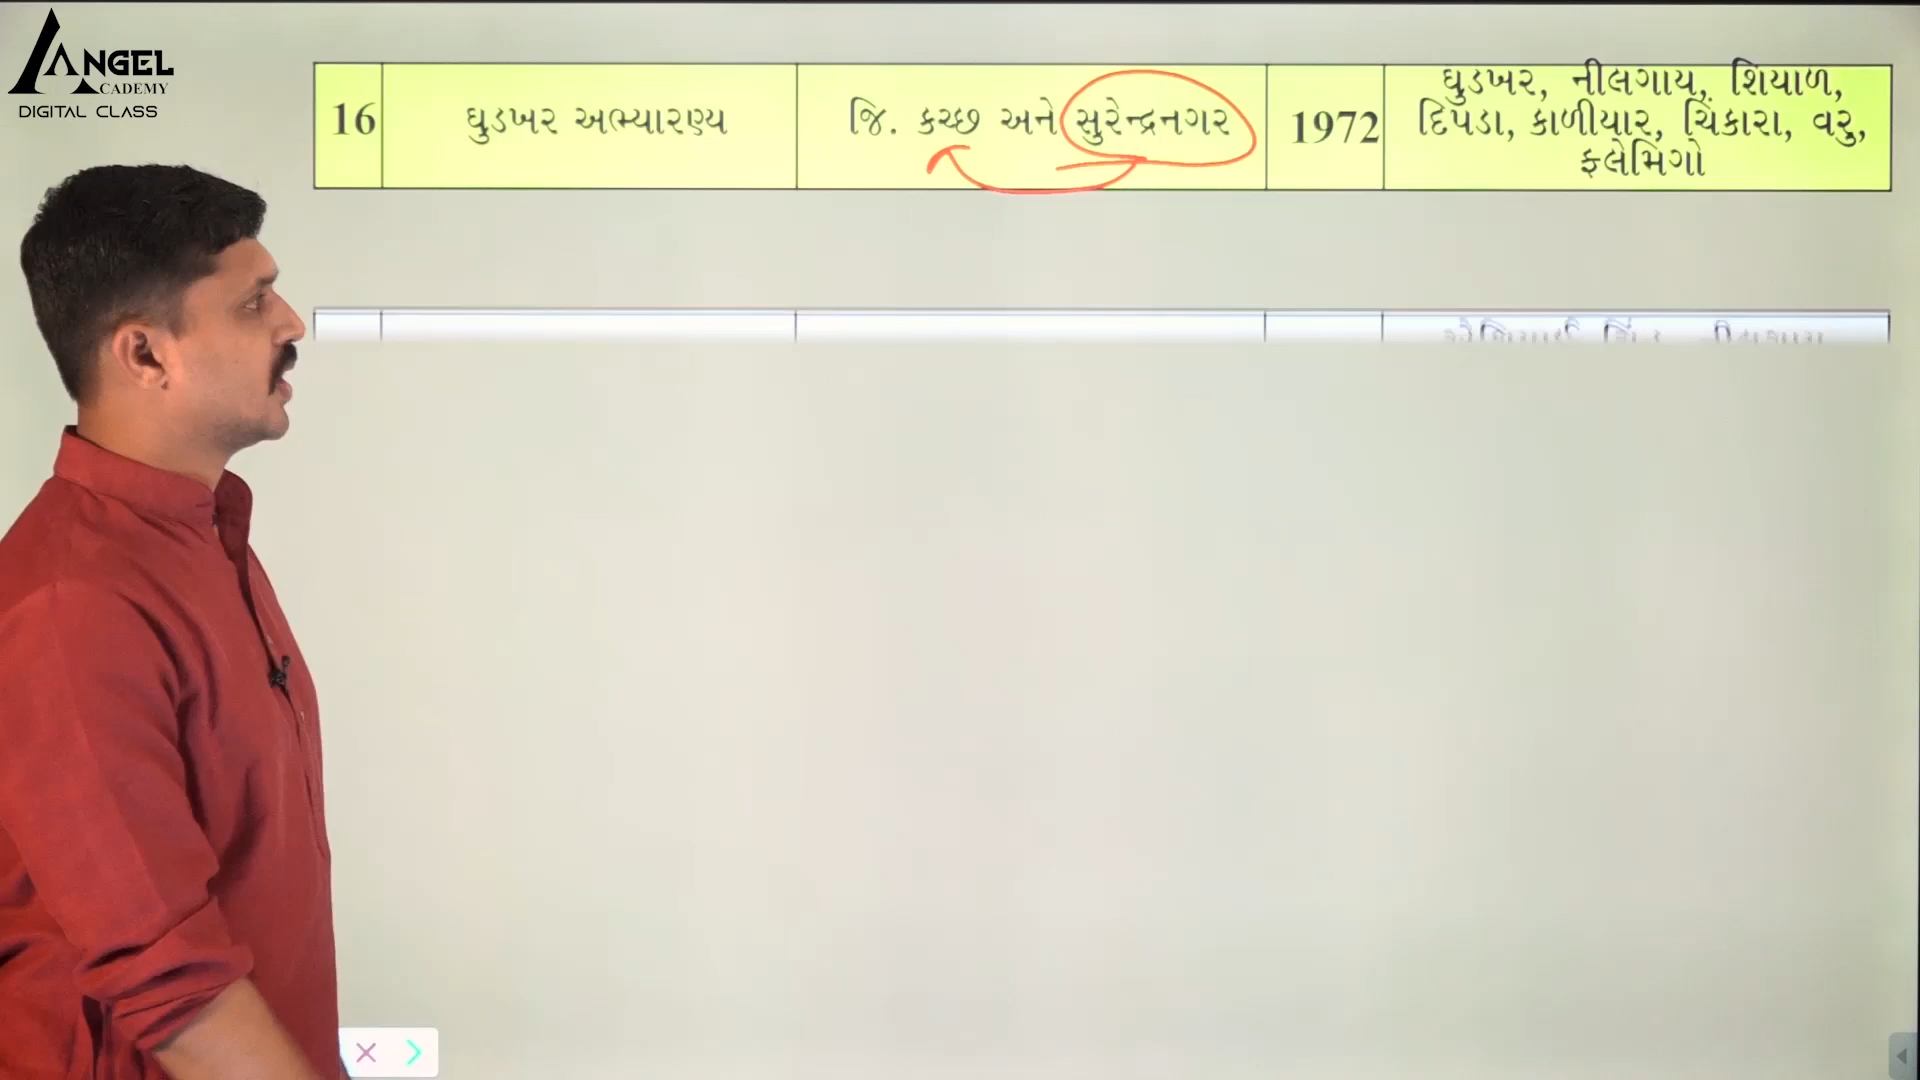 ANGEL
ACADEMY
DIGITAL CLASS
16
ઘુડખર અભ્યારણ્ય
જિ. કચ્છ અને સુરેન્દ્રનગર
1972
ઘુડખર, નીલગાય, શિયાળ,
દિપડા, કાળીયાર, ચિંકારા, વરુ,
ફ્લેમિંગો